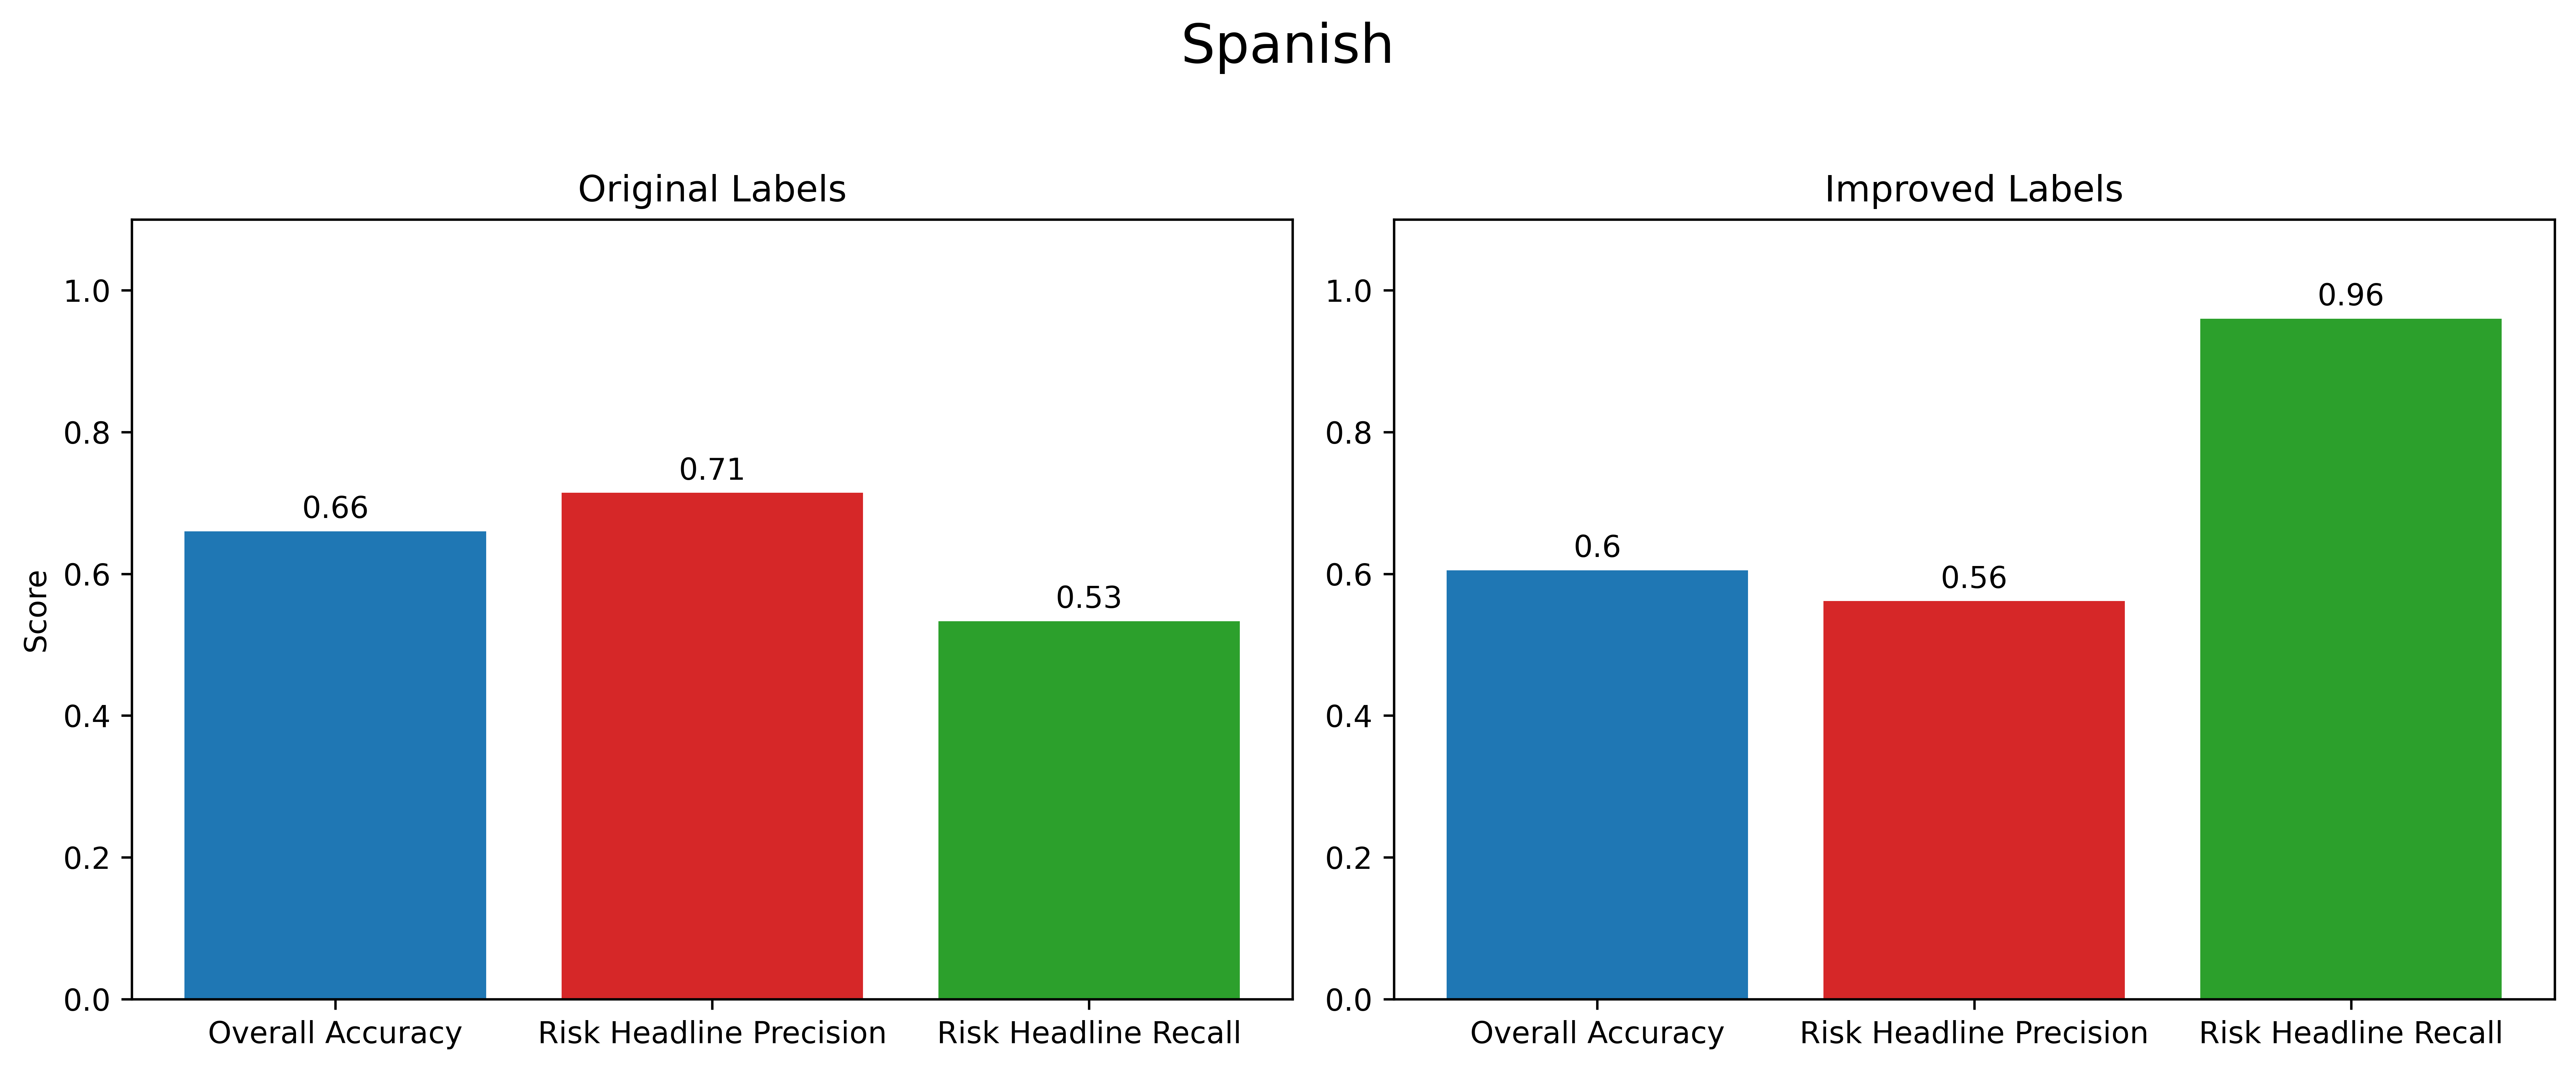 Spanish
Original Labels
Score
1.0
0.8
0.6
0.4
0.2
0.0
0.66
0.71
0.53
Overall Accuracy
Risk Headline Precision
Risk Headline Recall
Improved Labels
1.0
0.8
0.6
0.4
0.2
0.0
0.6
0.56
0.96
Overall Accuracy
Risk Headline Precision
Risk Headline Recall